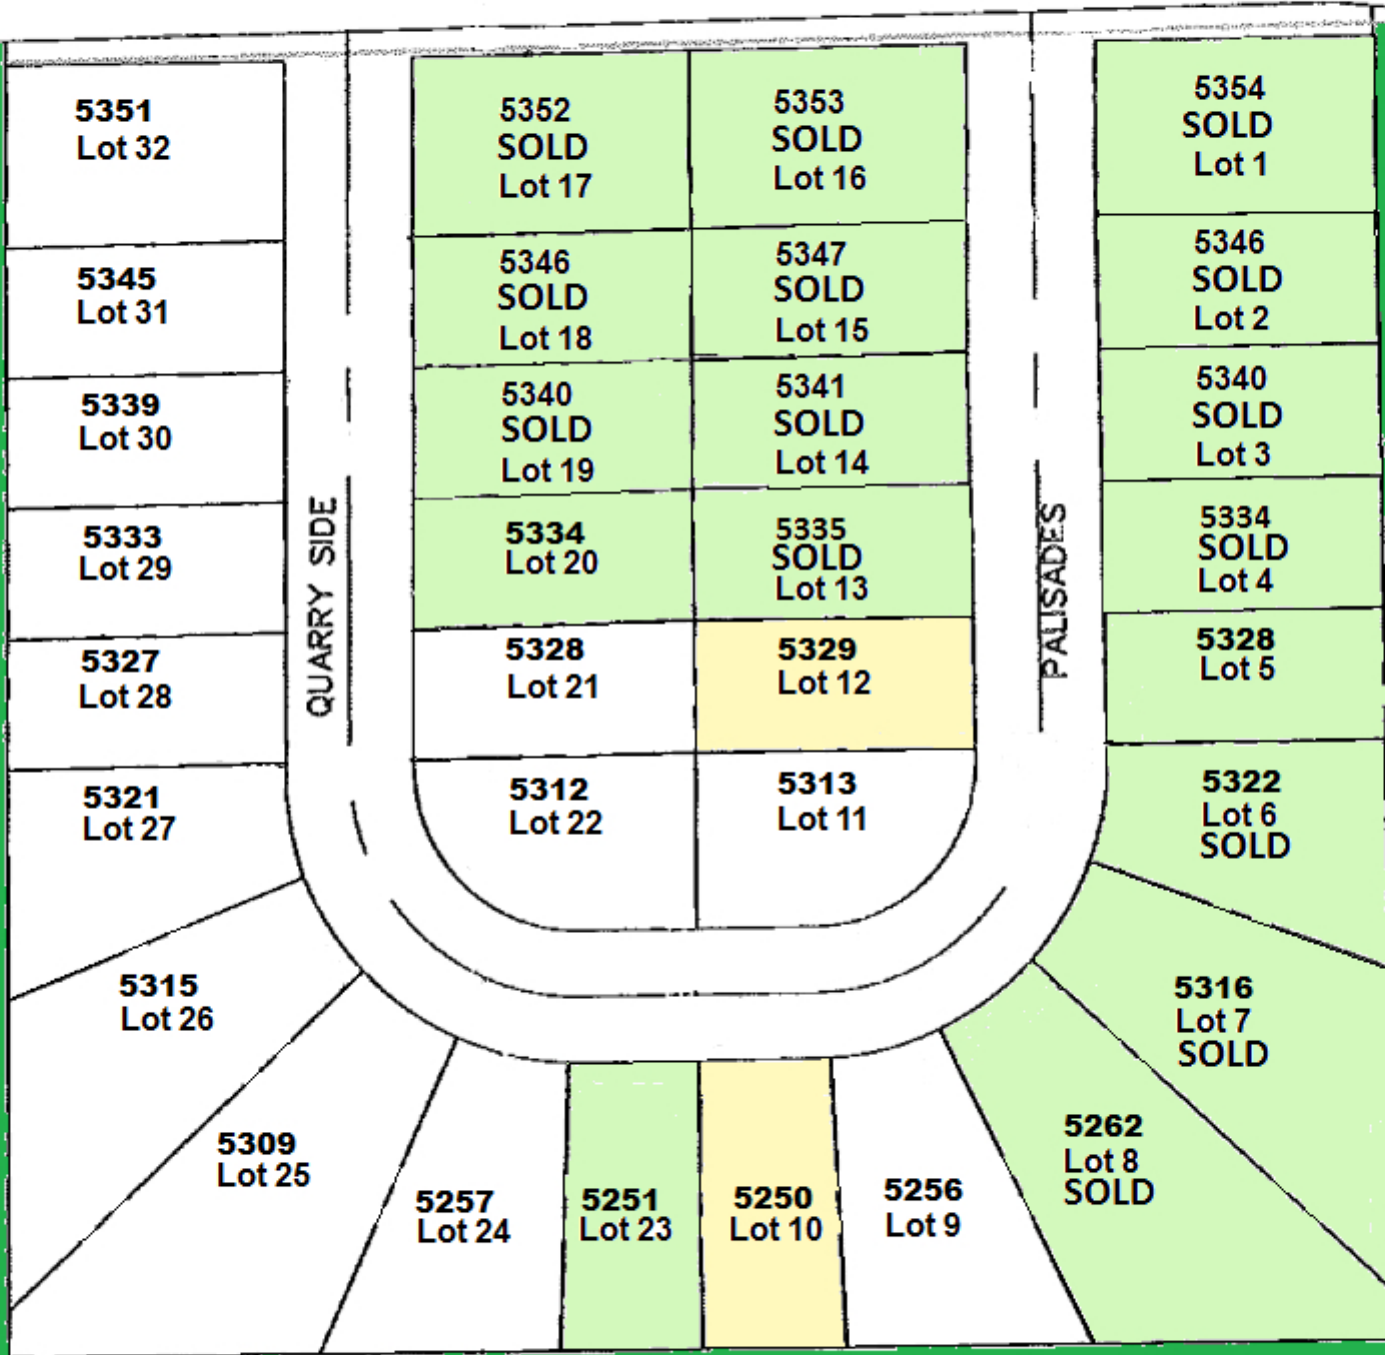 5351
Lot 32
5352
SOLD
Lot 17
5353
SOLD
Lot 16
5354
SOLD
Lot 1
5345
Lot 31
5346
SOLD
Lot 18
5347
SOLD
Lot 15
5346
SOLD
Lot 2
5339
Lot 30
5340
SOLD
Lot 19
5341
SOLD
Lot 14
5340
SOLD
Lot 3
5333
Lot 29
QUARRY SIDE
5334
Lot 20
5335
SOLD
Lot 13
PALISADES
5334
SOLD
Lot 4
5327
Lot 28
5328
Lot 21
5329
Lot 12
5328
Lot 5
5321
Lot 27
5312
Lot 22
5313
Lot 11
5322
Lot 6
SOLD
5315
Lot 26
5316
Lot 7
SOLD
5309
Lot 25
5257
Lot 24
5251
Lot 23
5250
Lot 10
5256
Lot 9
5262
Lot 8
SOLD